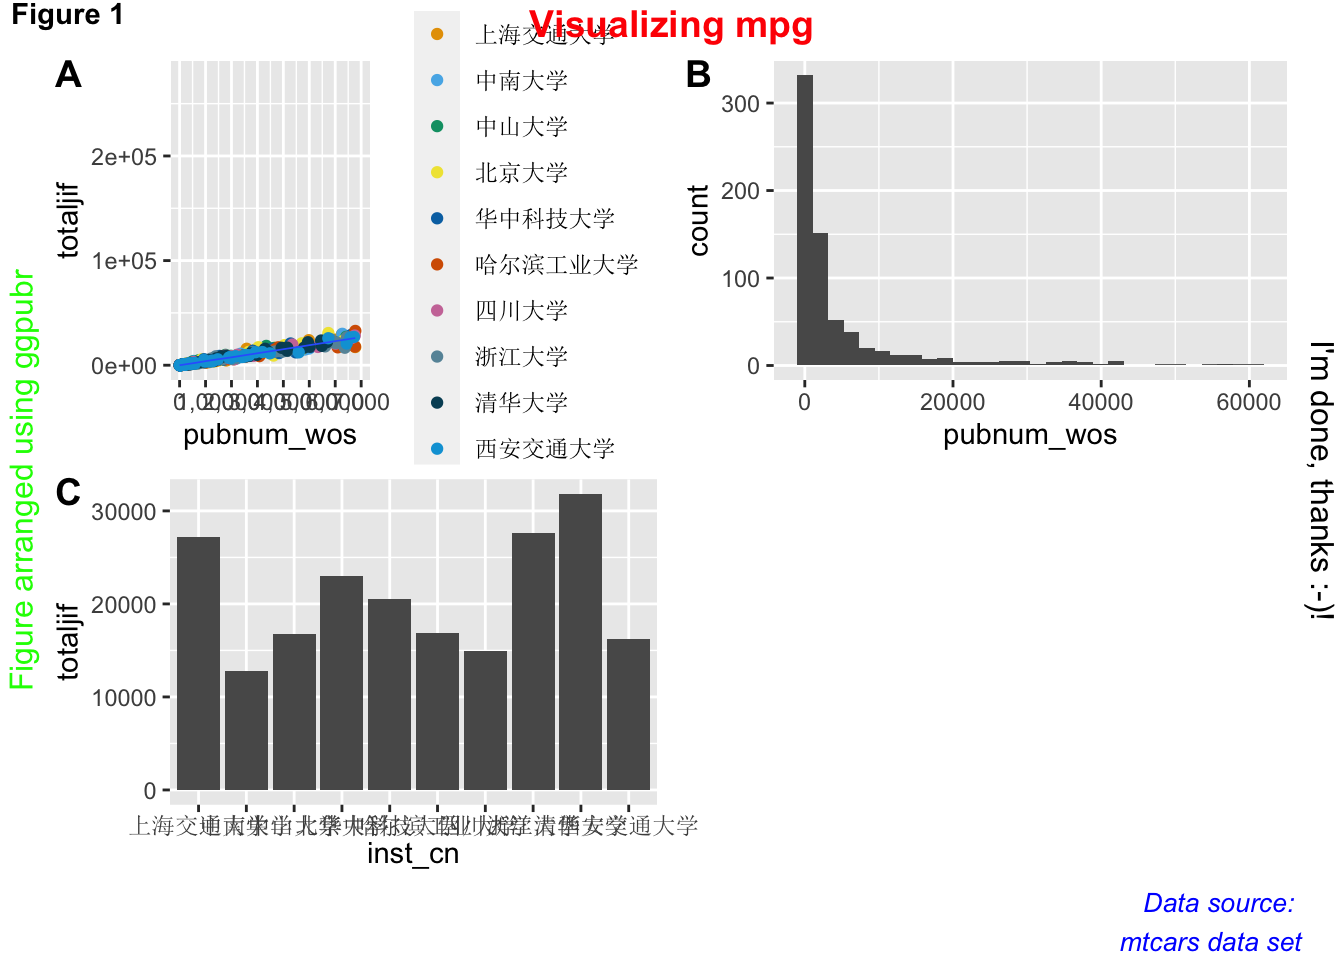 Figure 1
Visualizing mpg
A
totaljif
2e+05
1e+05
0e+00
pubnum_wos
上海交通大学
中南大学
中山大学
北京大学
华中科技大学
哈尔滨工业大学
四川大学
浙江大学
清华大学
西安交通大学
B
count
300
200
100
0
0 20000 40000 60000
pubnum_wos
C
totaljif
30000
20000
10000
0
inst_cn
Figure arranged using ggpubr
I'm done, thanks :-)!
Data source:
mtcars data set